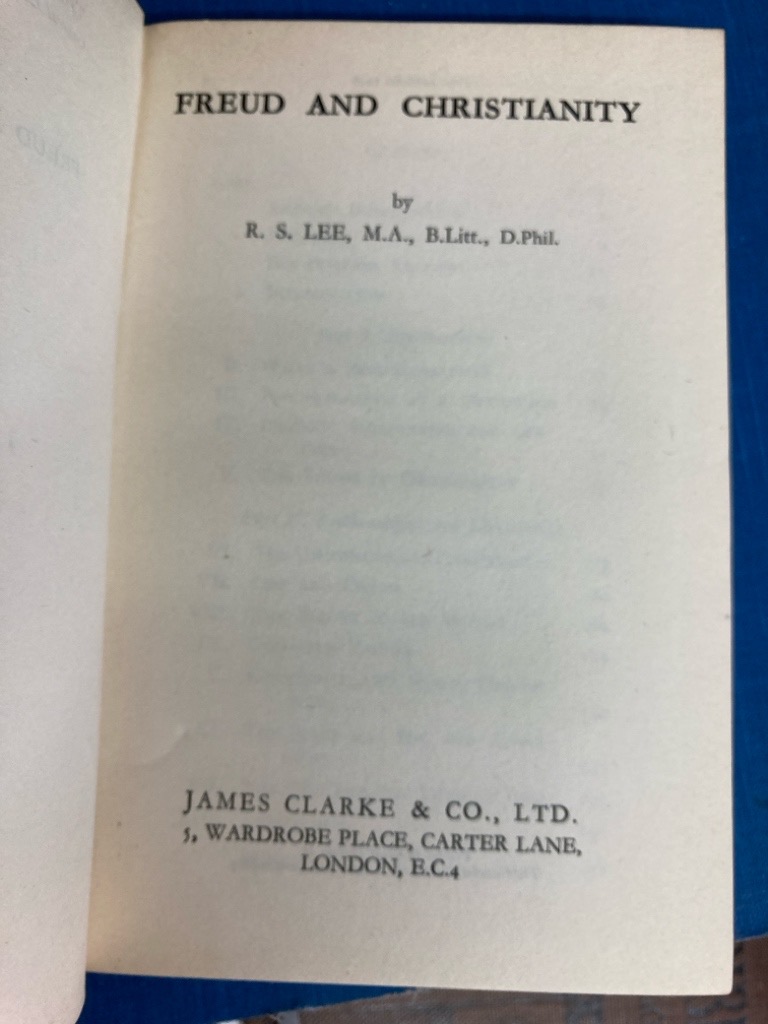 FREUD AND CHRISTIANITY
by
R. S. LEE, M.A., B.Litt., D.Phil.
JAMES CLARKE & CO., LTD.
5, WARDROBE PLACE, CARTER LANE,
LONDON, E.C.4